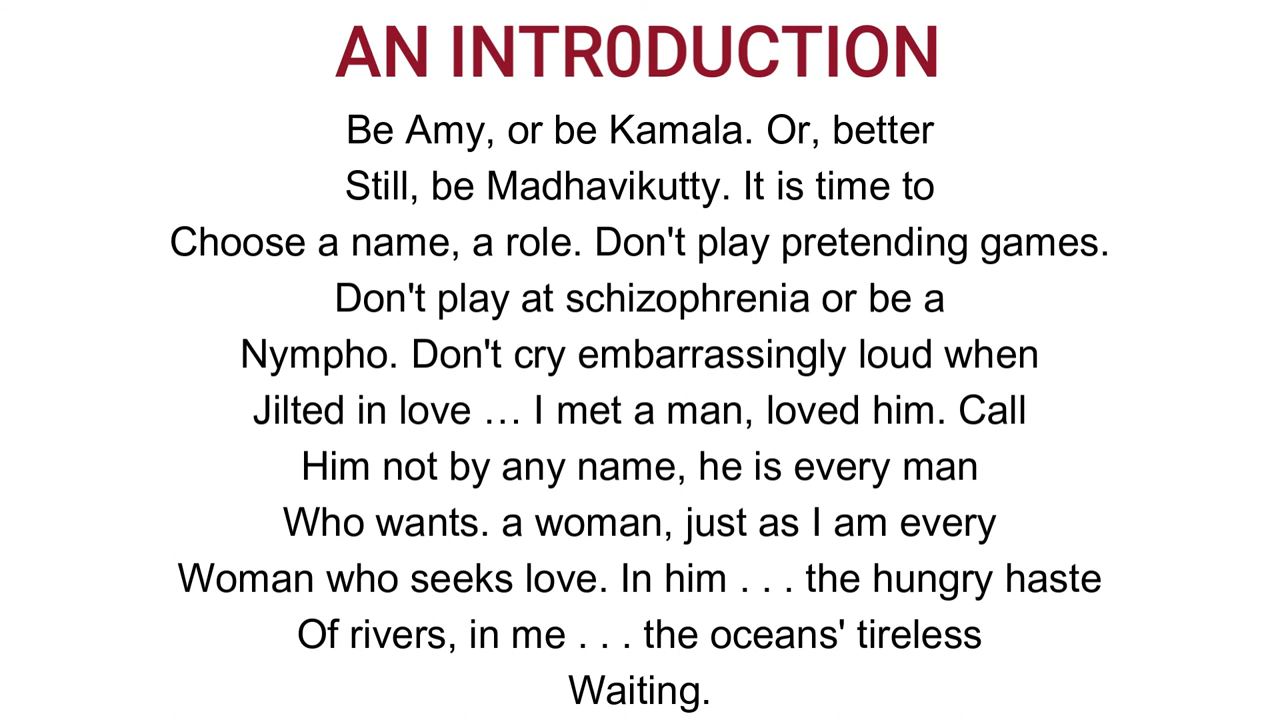 AN INTR0DUCTION
Be Amy, or be Kamala. Or, better
Still, be Madhavikutty. It is time to
Choose a name, a role. Don't play pretending games.
Don't play at schizophrenia or be a
Nympho. Don't cry embarrassingly loud when
Jilted in love … I met a man, loved him. Call
Him not by any name, he is every man
Who wants. a woman, just as I am every
Woman who seeks love. In him . . . the hungry haste
Of rivers, in me . . . the oceans' tireless
Waiting.